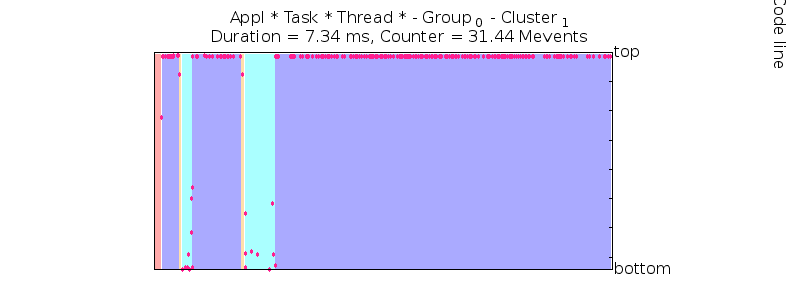 Appl * Task * Thread * - Group 0 - Cluster 1
Duration = 7.34 ms, Counter = 31.44 Mevents
top
bottom
Code line